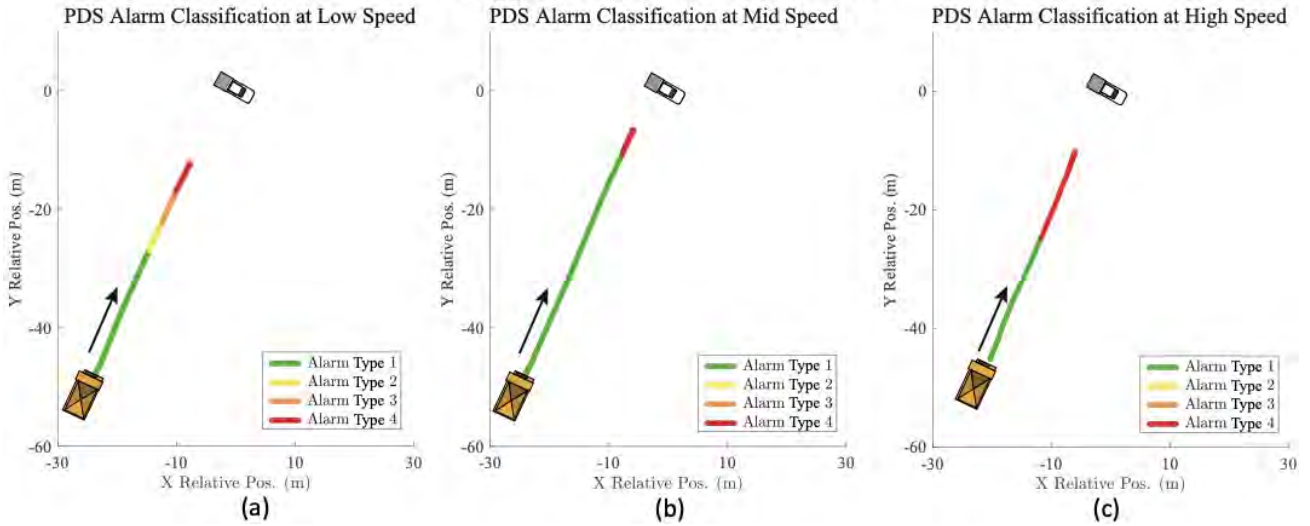 PDS Alarm Classification at Low Speed
0
-20
-40
-60
-30
-10
10
30
Y Relative Pos. (m)
X Relative Pos. (m)
Alarm Type 1
Alarm Type 2
Alarm Type 3
Alarm Type 4
(a)
PDS Alarm Classification at Mid Speed
0
-20
-40
-60
-30
-10
10
30
Y Relative Pos. (m)
X Relative Pos. (m)
Alarm Type 1
Alarm Type 2
Alarm Type 3
Alarm Type 4
(b)
PDS Alarm Classification at High Speed
0
-20
-40
-60
-30
-10
10
30
Y Relative Pos. (m)
X Relative Pos. (m)
Alarm Type 1
Alarm Type 2
Alarm Type 3
Alarm Type 4
(c)